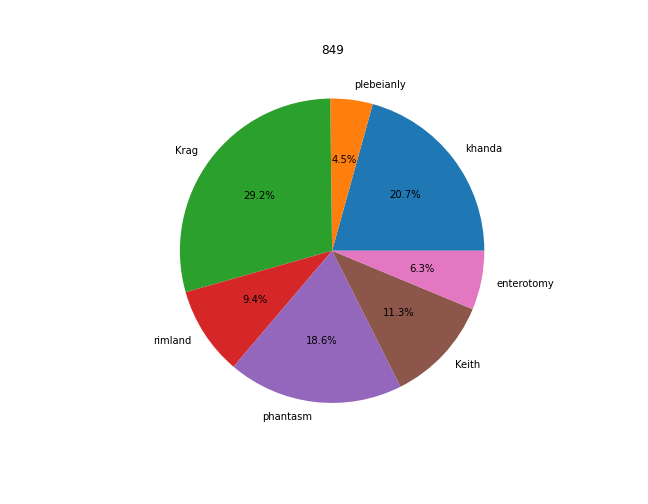 849
plebeianly
khanda
Krag
4.5%
20.7%
29.2%
6.3%
enterotomy
9.4%
11.3%
rimland
18.6%
Keith
phantasm